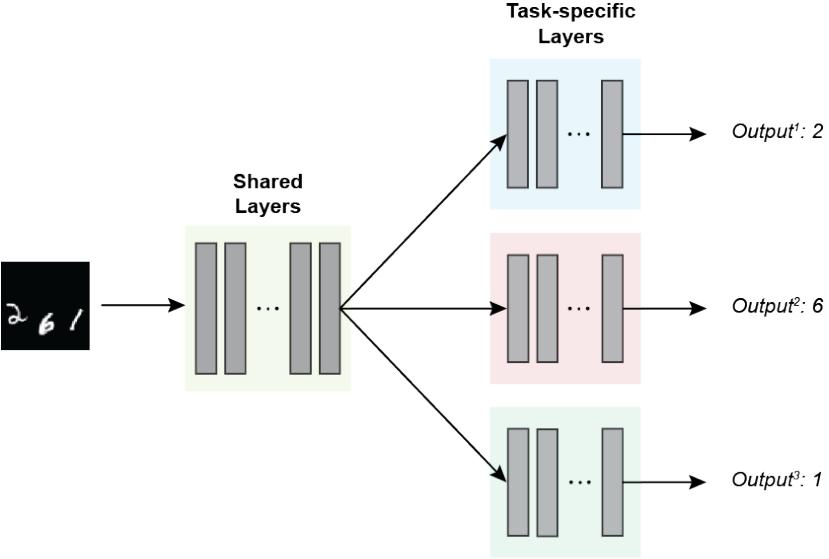 Task-specific
Layers
Output¹: 2
Shared
Layers
2 6 1
Output²: 6
Output³: 1